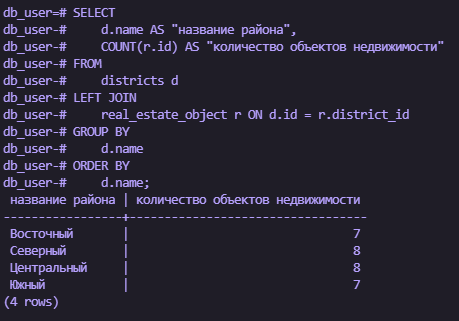 db_user=# SELECT
db_user-#     d.name AS "название района",
db_user-#     COUNT(r.id) AS "количество объектов недвижимости"
db_user-# FROM
db_user-#     districts d
db_user-# LEFT JOIN
db_user-#     real_estate_object r ON d.id = r.district_id
db_user-# GROUP BY
db_user-#     d.name
db_user-# ORDER BY
db_user-#     d.name;
 название района | количество объектов недвижимости
-----------------+----------------------------------
 Восточный       |                                7
 Северный        |                                8
 Центральный     |                                8
 Южный           |                                7
(4 rows)